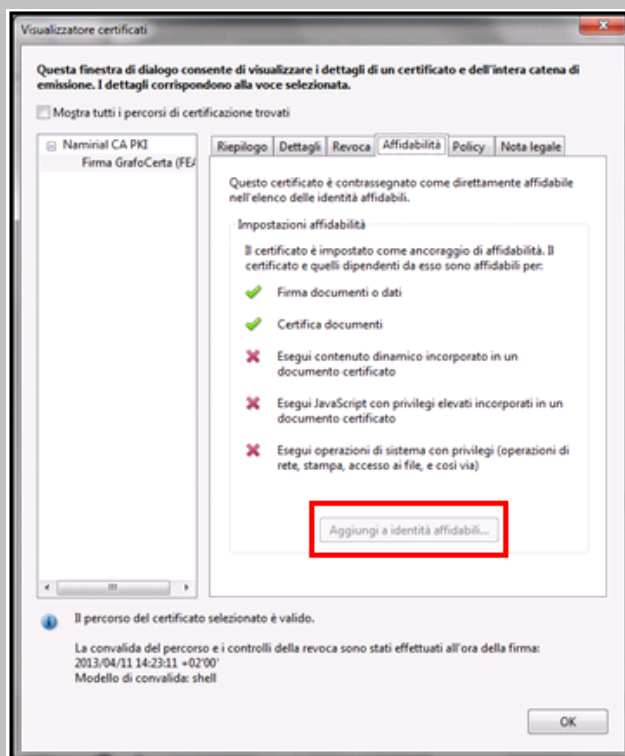 Visualizzatore certificati
Questa finestra di dialogo consente di visualizzare i dettagli di un certificato e dell'intera catena di
emissione. I dettagli corrispondono alla voce selezionata.
Mostra tutti i percorsi di certificazione trovati
Namirial CA PKI
Firma GrafoCerta (FEA
Riepilogo Dettagli Revoca Affidabilità Policy Nota legale
Questo certificato è contrassegnato come direttamente affidabile
nell'elenco delle identità affidabili.
Impostazioni affidabilità
Il certificato è impostato come ancoraggio di affidabilità. Il
certificato e quelli dipendenti da esso sono affidabili per:
Firma documenti o dati
Certifica documenti
Esegui contenuto dinamico incorporato in un
documento certificato
Esegui JavaScript con privilegi elevati incorporati in un
documento certificato
Esegui operazioni di sistema con privilegi (operazioni di
rete, stampa, accesso ai file, e così via)
Aggiungi a identità affidabili...
Il percorso del certificato selezionato è valido.
La convalida del percorso e i controlli della revoca sono stati effettuati all'ora della firma:
2013/04/11 14:23:11 +02'00'
Modello di convalida: shell
OK